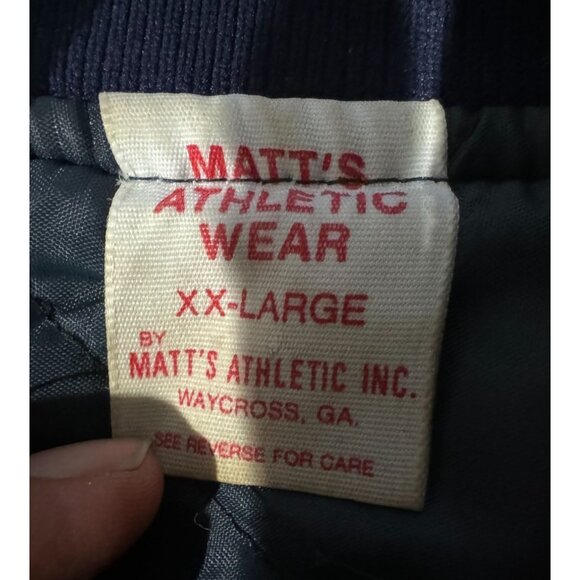 MATT'S
ATHLETIC
WEAR
XX-LARGE
BY
MATT'S ATHLETIC INC.
WAYCROSS, GA.
SEE REVERSE FOR CARE